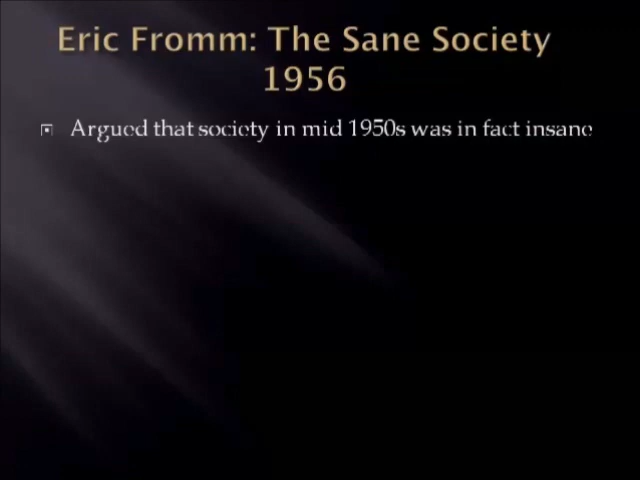 Eric Fromm: The Sane Society
1956
Argued that society in mid 1950s was in fact insane